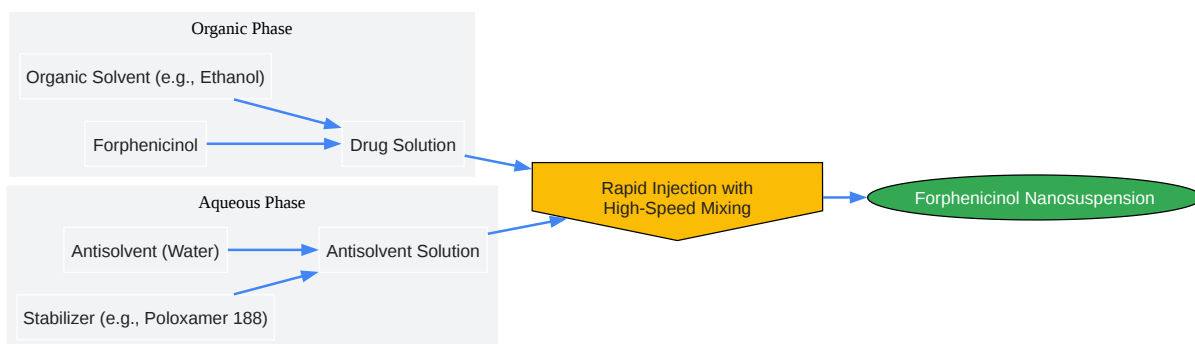 Organic Phase
Organic Solvent (e.g., Ethanol)
Forphenicinol
Drug Solution
Aqueous Phase
Antisolvent (Water)
Antisolvent Solution
Stabilizer (e.g., Poloxamer 188)
Rapid Injection with
High-Speed Mixing
Forphenicinol Nanosuspension